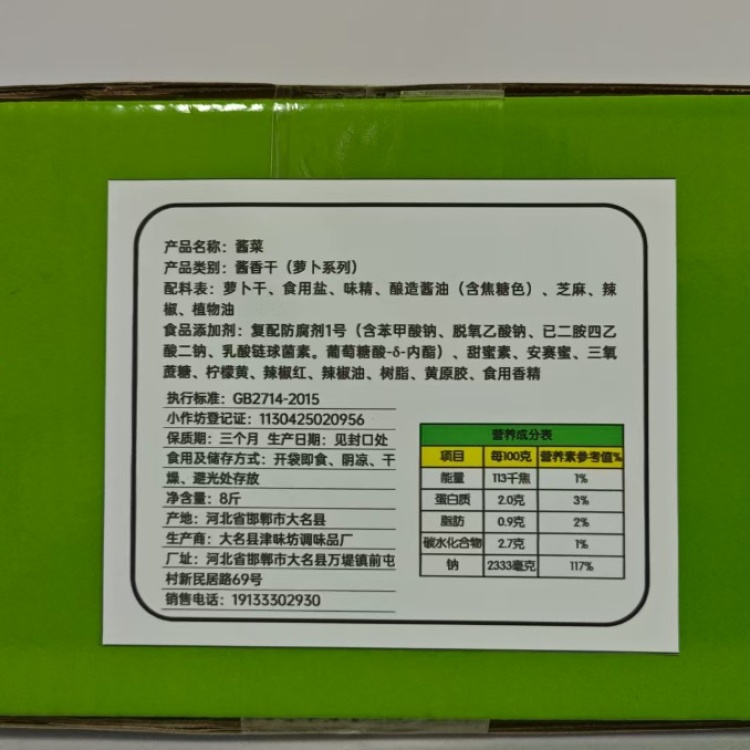 产品名称：酱菜
产品类别：酱香干（萝卜系列）
配料表：萝卜干、食用盐、味精、酿造酱油（含焦糖色）、芝麻、辣
椒、植物油
食品添加剂：复配防腐剂1号（含苯甲酸钠、脱氧乙酸钠、已二胺四乙
酸二钠、乳酸链球菌素。葡萄糖酸-δ-内酯）、甜蜜素、安赛蜜、三氧
蔗糖、柠檬黄、辣椒红、辣椒油、树脂、黄原胶、食用香精
执行标准：GB2714-2015
小作坊登记证：1130425020956
保质期：三个月 生产日期：见封口处
食用及储存方式：开袋即食、阴凉、干
燥、避光处存放
净含量：8斤
产地：河北省邯郸市大名县
生产商：大名县津味坊调味品厂
厂址：河北省邯郸市大名县万堤镇前屯
村新民居路69号
销售电话：19133302930
营养成分表
项目 每100克 营养素参考值%
能量 113千焦 1%
蛋白质 2.0克 3%
脂肪 0.9克 2%
碳水化合物 2.7克 1%
钠 2333毫克 117%